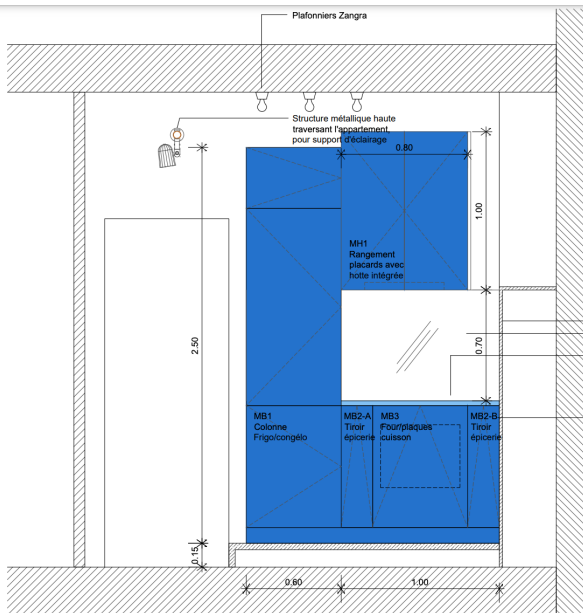 Plafonniers Zangra
Structure métallique haute
traversant l'appartement,
pour support d'éclairage
0.80
1.00
MH1
Rangement
placards avec
hotte intégrée
2.50
0.70
MB1
Colonne
Frigo/congélo
MB2-A
Tiroir
épicerie
MB3
Four/plaques
cuisson
MB2-B
Tiroir
épicerie
0.15
0.60
1.00